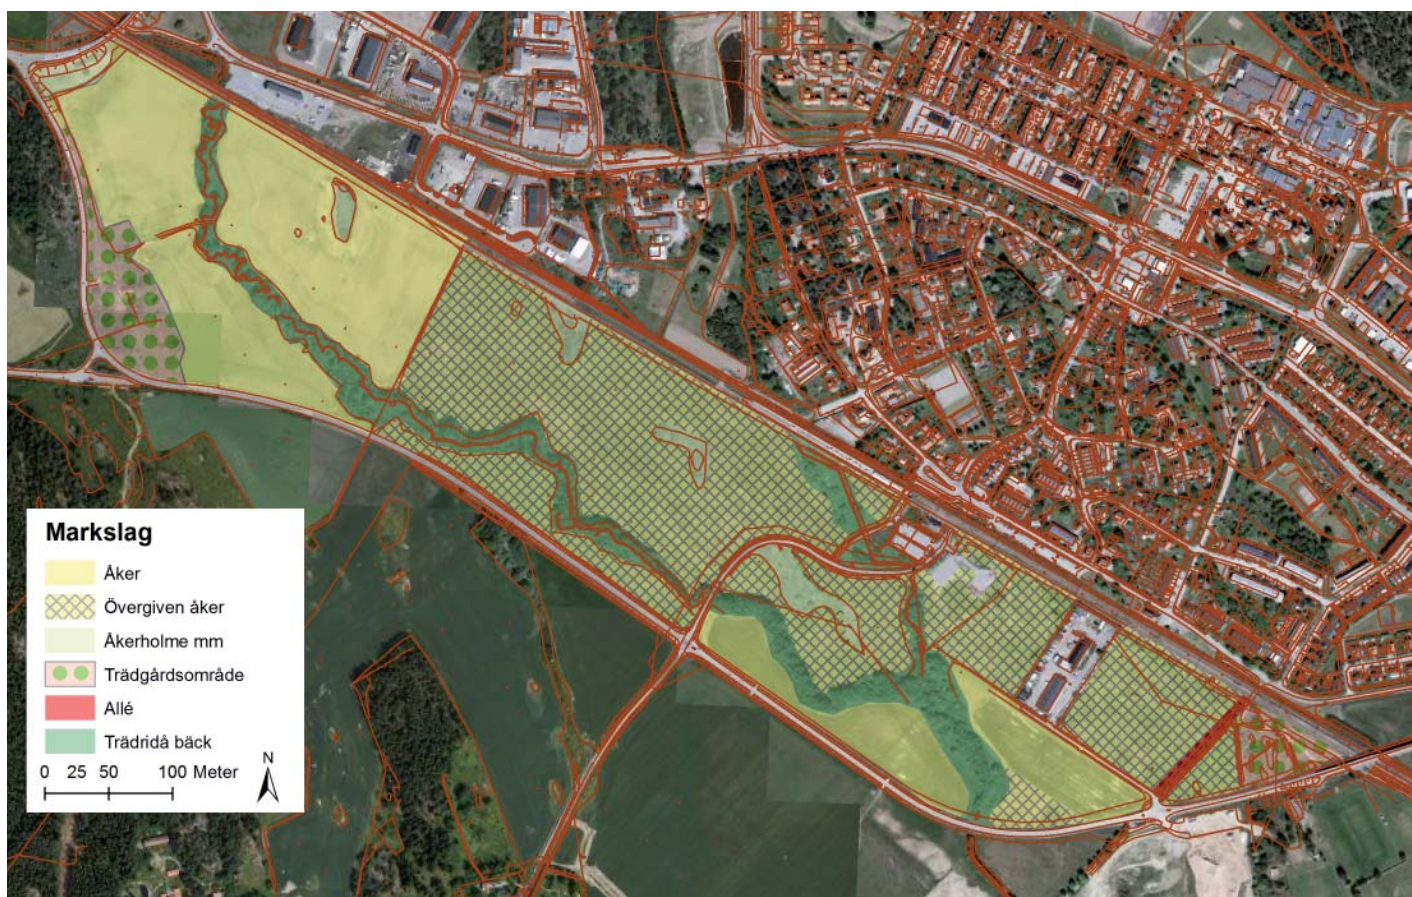 Markslag
Åker
Övergiven åker
Åkerholme mm
Trädgårdsområde
Allé
Trädridå bäck
0 25 50 100 Meter
N